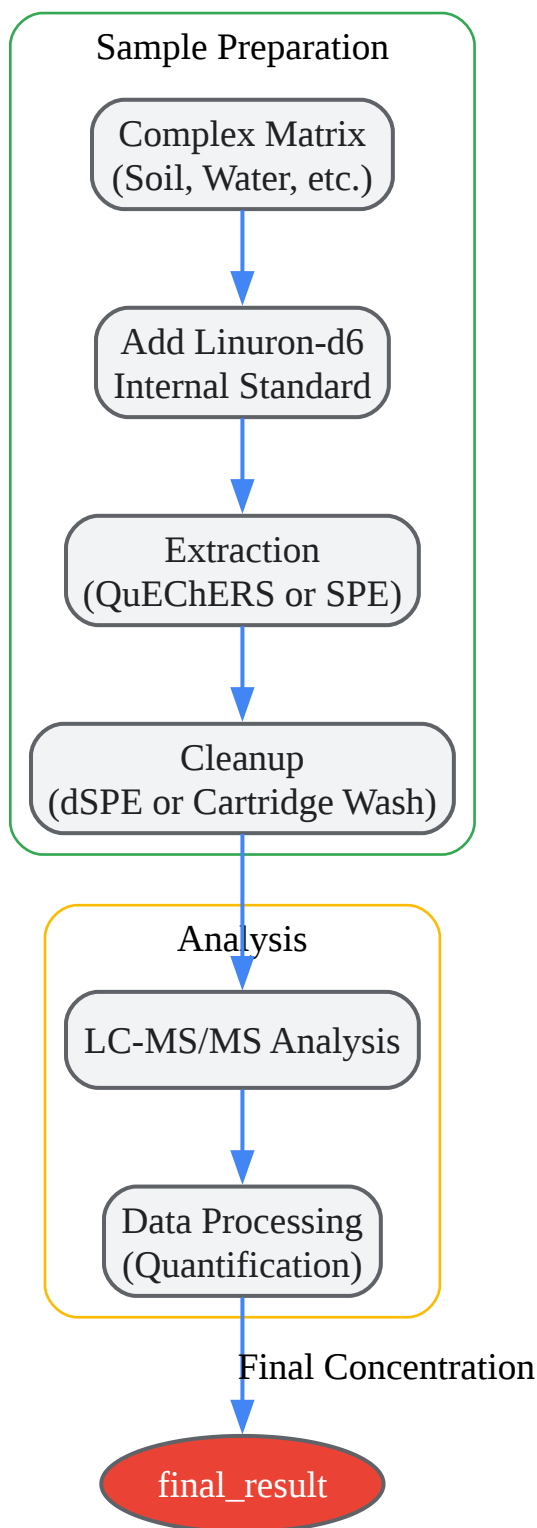 Sample Preparation
Complex Matrix
(Soil, Water, etc.)
Add Linuron-d6
Internal Standard
Extraction
(QuEChERS or SPE)
Cleanup
(dSPE or Cartridge Wash)
Analysis
LC-MS/MS Analysis
Data Processing
(Quantification)
Final Concentration
final_result